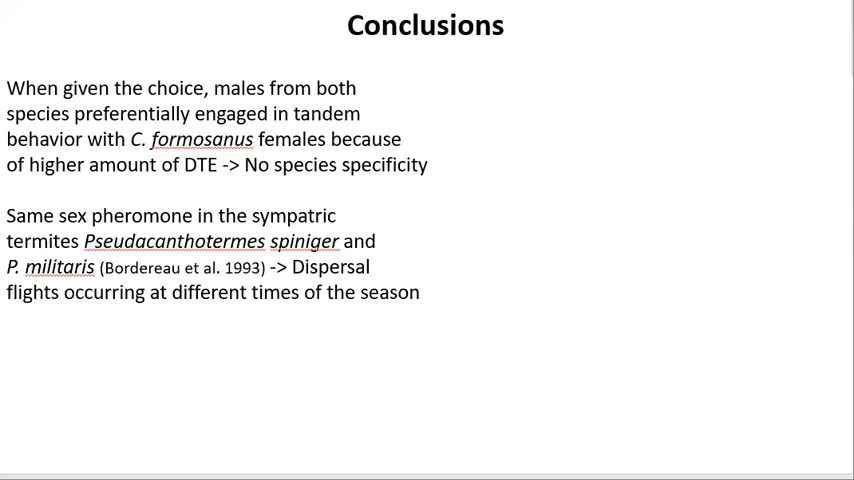 Conclusions
When given the choice, males from both
species preferentially engaged in tandem
behavior with C. formosanus females because
of higher amount of DTE -> No species specificity
Same sex pheromone in the sympatric
termites Pseudacanthotermes spiniger and
P. militaris (Bordereau et al. 1993) -> Dispersal
flights occurring at different times of the season